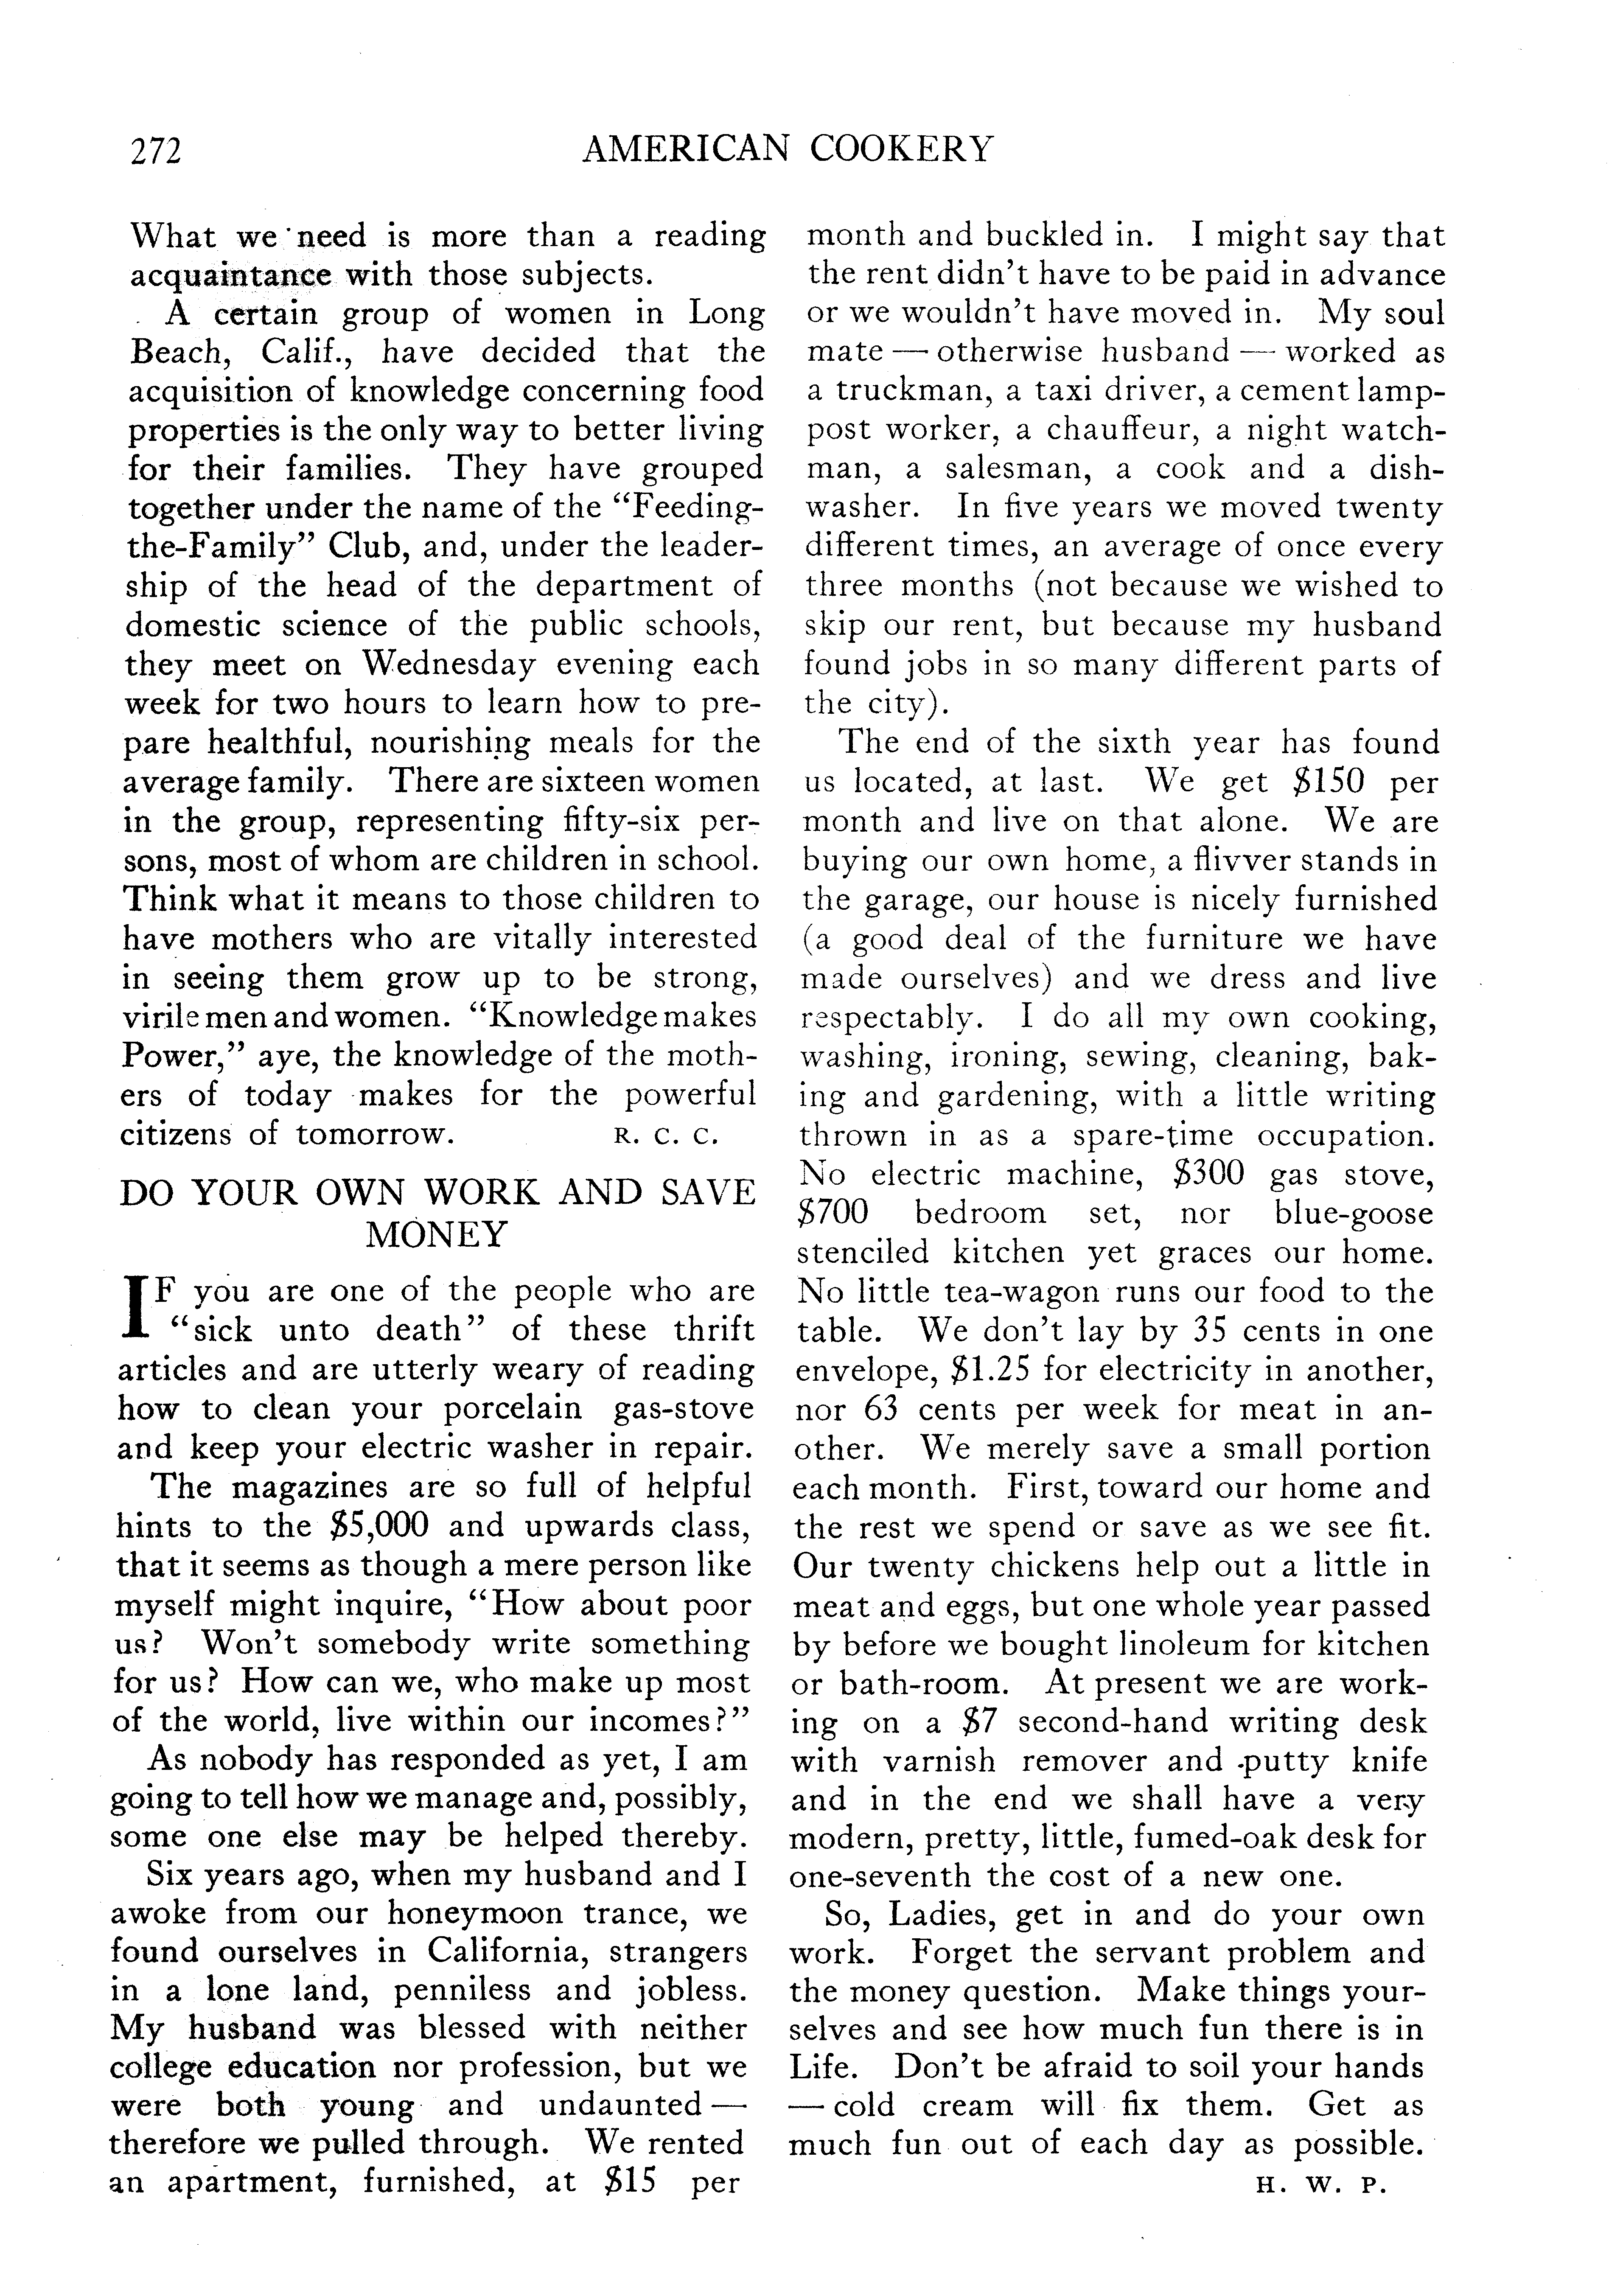 272
AMERICAN COOKERY
What we need is more than a reading
acquaintance with those subjects.
A certain group of women in Long
Beach, Calif., have decided that the
acquisition of knowledge concerning food
properties is the only way to better living
for their families. They have grouped
together under the name of the “Feeding-
the-Family” Club, and, under the leader-
ship of the head of the department of
domestic science of the public schools,
they meet on Wednesday evening each
week for two hours to learn how to pre-
pare healthful, nourishing meals for the
average family. There are sixteen women
in the group, representing fifty-six per-
sons, most of whom are children in school.
Think what it means to those children to
have mothers who are vitally interested
in seeing them grow up to be strong,
virile men and women. “Knowledge makes
Power,” aye, the knowledge of the moth-
ers of today makes for the powerful
citizens of tomorrow. R. C. C.
DO YOUR OWN WORK AND SAVE
MONEY
IF you are one of the people who are
“sick unto death” of these thrift
articles and are utterly weary of reading
how to clean your porcelain gas-stove
and keep your electric washer in repair.
The magazines are so full of helpful
hints to the $5,000 and upwards class,
that it seems as though a mere person like
myself might inquire, “How about poor
us? Won’t somebody write something
for us? How can we, who make up most
of the world, live within our incomes?”
As nobody has responded as yet, I am
going to tell how we manage and, possibly,
some one else may be helped thereby.
Six years ago, when my husband and I
awoke from our honeymoon trance, we
found ourselves in California, strangers
in a lone land, penniless and jobless.
My husband was blessed with neither
college education nor profession, but we
were both young and undaunted —
therefore we pulled through. We rented
an apartment, furnished, at $15 per
month and buckled in. I might say that
the rent didn’t have to be paid in advance
or we wouldn’t have moved in. My soul
mate — otherwise husband — worked as
a truckman, a taxi driver, a cement lamp-
post worker, a chauffeur, a night watch-
man, a salesman, a cook and a dish-
washer. In five years we moved twenty
different times, an average of once every
three months (not because we wished to
skip our rent, but because my husband
found jobs in so many different parts of
the city).
The end of the sixth year has found
us located, at last. We get $150 per
month and live on that alone. We are
buying our own home, a flivver stands in
the garage, our house is nicely furnished
(a good deal of the furniture we have
made ourselves) and we dress and live
respectably. I do all my own cooking,
washing, ironing, sewing, cleaning, bak-
ing and gardening, with a little writing
thrown in as a spare-time occupation.
No electric machine, $300 gas stove,
$700 bedroom set, nor blue-goose
stenciled kitchen yet graces our home.
No little tea-wagon runs our food to the
table. We don’t lay by 35 cents in one
envelope, $1.25 for electricity in another,
nor 63 cents per week for meat in an-
other. We merely save a small portion
each month. First, toward our home and
the rest we spend or save as we see fit.
Our twenty chickens help out a little in
meat and eggs, but one whole year passed
by before we bought linoleum for kitchen
or bath-room. At present we are work-
ing on a $7 second-hand writing desk
with varnish remover and putty knife
and in the end we shall have a very
modern, pretty, little, fumed-oak desk for
one-seventh the cost of a new one.
So, Ladies, get in and do your own
work. Forget the servant problem and
the money question. Make things your-
selves and see how much fun there is in
Life. Don’t be afraid to soil your hands
— cold cream will fix them. Get as
much fun out of each day as possible.
H. W. P.